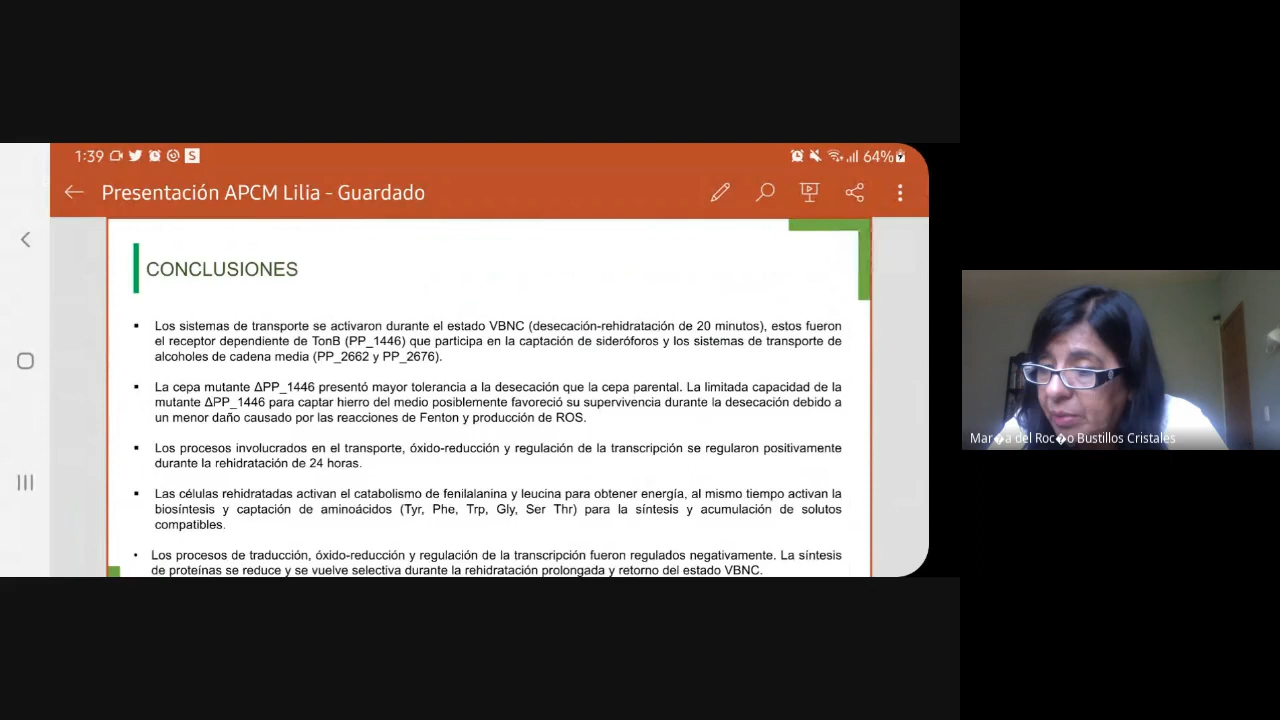 1:39
S
64%
Presentación APCM Lilia - Guardado
CONCLUSIONES
▪ Los sistemas de transporte se activaron durante el estado VBNC (desecación-rehidratación de 20 minutos), estos fueron
el receptor dependiente de TonB (PP_1446) que participa en la captación de sideróforos y los sistemas de transporte de
alcoholes de cadena media (PP_2662 y PP_2676).
▪ La cepa mutante ΔPP_1446 presentó mayor tolerancia a la desecación que la cepa parental. La limitada capacidad de la
mutante ΔPP_1446 para captar hierro del medio posiblemente favoreció su supervivencia durante la desecación debido a
un menor daño causado por las reacciones de Fenton y producción de ROS.
▪ Los procesos involucrados en el transporte, óxido-reducción y regulación de la transcripción se regularon positivamente
durante la rehidratación de 24 horas.
▪ Las células rehidratadas activan el catabolismo de fenilalanina y leucina para obtener energía, al mismo tiempo activan la
biosíntesis y captación de aminoácidos (Tyr, Phe, Trp, Gly, Ser Thr) para la síntesis y acumulación de solutos
compatibles.
• Los procesos de traducción, óxido-reducción y regulación de la transcripción fueron regulados negativamente. La síntesis
de proteínas se reduce y se vuelve selectiva durante la rehidratación prolongada y retorno del estado VBNC.
Mar�a del Roc�o Bustillos Cristales